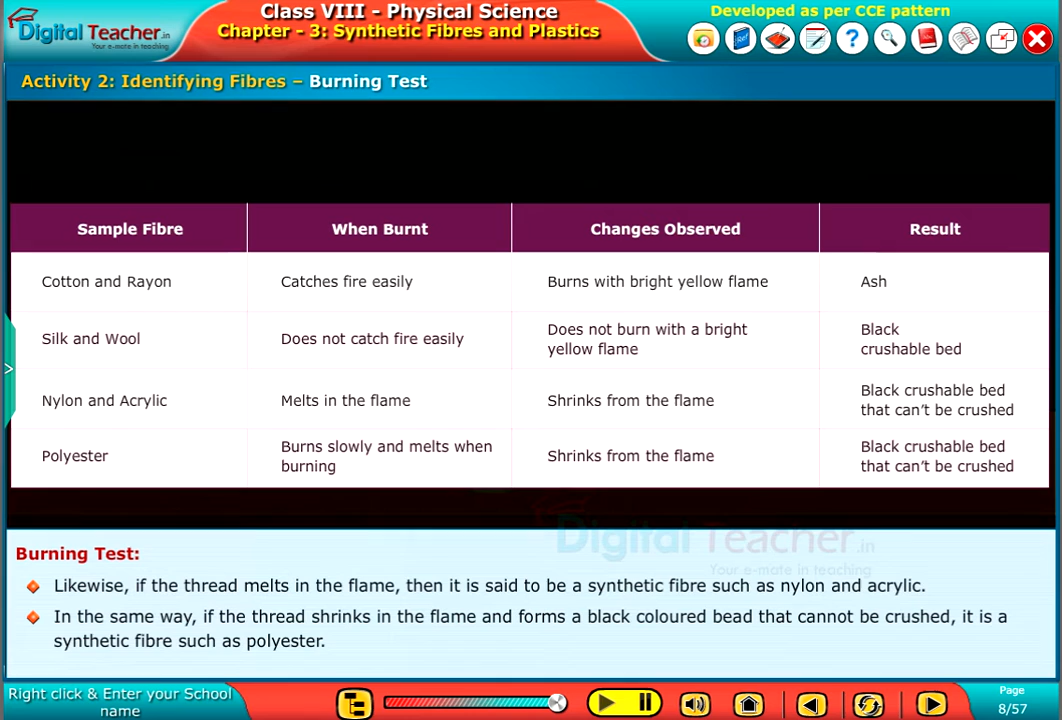 Digital Teacher.in
Your e-mate in teaching
Class VIII - Physical Science
Chapter - 3: Synthetic Fibres and Plastics
Developed as per CCE pattern
Ref
?
Activity 2: Identifying Fibres – Burning Test
Sample Fibre When Burnt Changes Observed Result
Cotton and Rayon Catches fire easily Burns with bright yellow flame Ash
Silk and Wool Does not catch fire easily Does not burn with a bright
yellow flame Black
crushable bed
Nylon and Acrylic Melts in the flame Shrinks from the flame Black crushable bed
that can't be crushed
Polyester Burns slowly and melts when
burning Shrinks from the flame Black crushable bed
that can't be crushed
Digital Teacher.in
Your e-mate in teaching
Burning Test:
Likewise, if the thread melts in the flame, then it is said to be a synthetic fibre such as nylon and acrylic.
In the same way, if the thread shrinks in the flame and forms a black coloured bead that cannot be crushed, it is a
synthetic fibre such as polyester.
Right click & Enter your School
name
Page
8/57